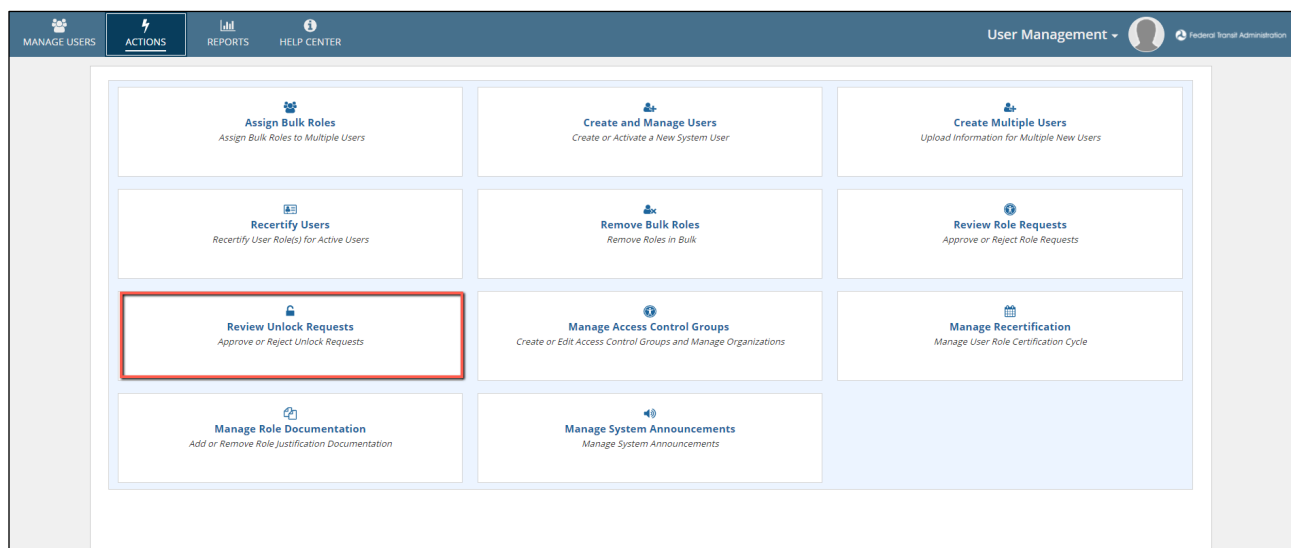 MANAGE USERS
ACTIONS
REPORTS
HELP CENTER
User Management
Federal Transit Administration
Assign Bulk Roles
Assign Bulk Roles to Multiple Users
Create and Manage Users
Create or Activate a New System User
Create Multiple Users
Upload Information for Multiple New Users
Recertify Users
Recertify User Role(s) for Active Users
Remove Bulk Roles
Remove Roles in Bulk
Review Role Requests
Approve or Reject Role Requests
Review Unlock Requests
Approve or Reject Unlock Requests
Manage Access Control Groups
Create or Edit Access Control Groups and Manage Organizations
Manage Recertification
Manage User Role Certification Cycle
Manage Role Documentation
Add or Remove Role Justification Documentation
Manage System Announcements
Manage System Announcements